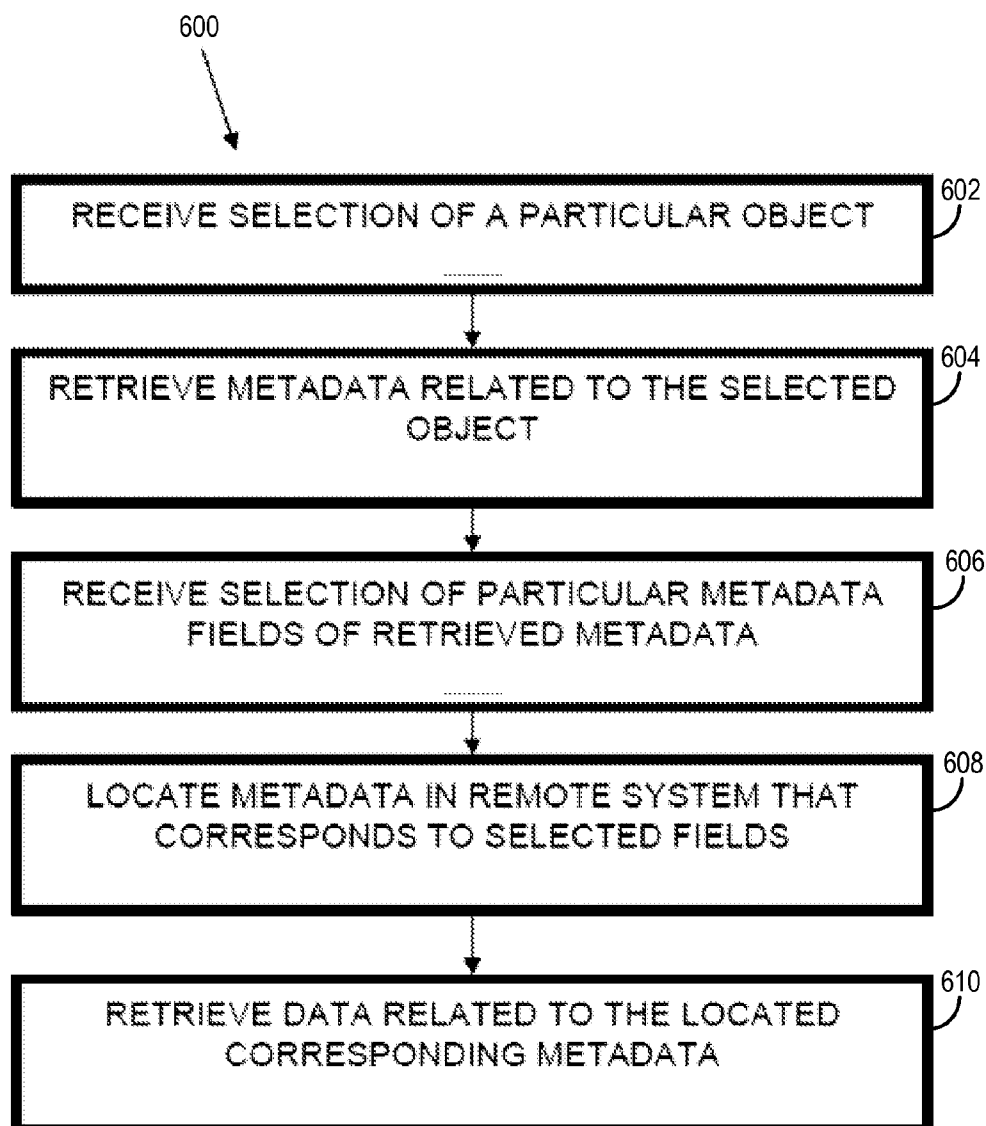 600
602
RECEIVE SELECTION OF A PARTICULAR OBJECT
604
RETRIEVE METADATA RELATED TO THE SELECTED
OBJECT
606
RECEIVE SELECTION OF PARTICULAR METADATA
FIELDS OF RETRIEVED METADATA
608
LOCATE METADATA IN REMOTE SYSTEM THAT
CORRESPONDS TO SELECTED FIELDS
610
RETRIEVE DATA RELATED TO THE LOCATED
CORRESPONDING METADATA